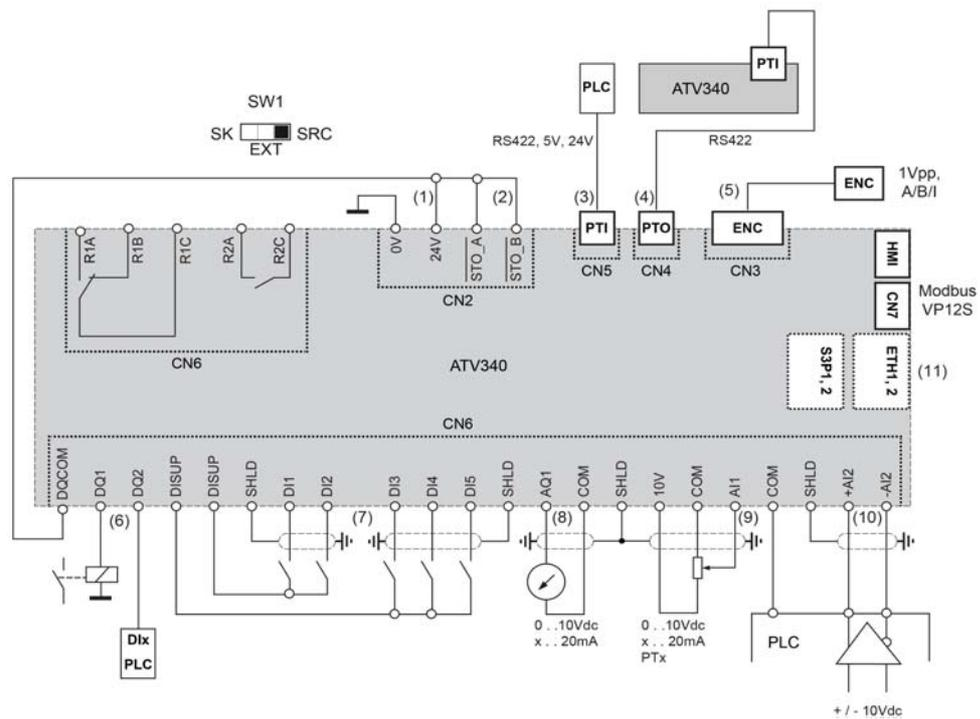 SW1
SK
SRC
EXT
PLC
PTI
ATV340
RS422, 5V, 24V
RS422
1Vpp,
A/B/I
ENC
(1)
(2)
(3)
(4)
(5)
R1A
R1B
R1C
R2A
R2C
0V
24V
STO_A
STO_B
PTI
PTO
ENC
CN5
CN4
CN3
CN2
CN6
HMI
CN7
Modbus
VP12S
ATV340
S3P1, 2
ETH1, 2
(11)
CN6
DQCOM
DQ1
DQ2
DISUP
DISUP
SHLD
DI1
DI2
DI3
DI4
DI5
SHLD
AQ1
COM
SHLD
10V
COM
AI1
COM
SHLD
+AI2
-AI2
(6)
(7)
(8)
(9)
(10)
DIx
PLC
0 . .10Vdc
x . . 20mA
0 . .10Vdc
x . . 20mA
PTx
PLC
+ / - 10Vdc